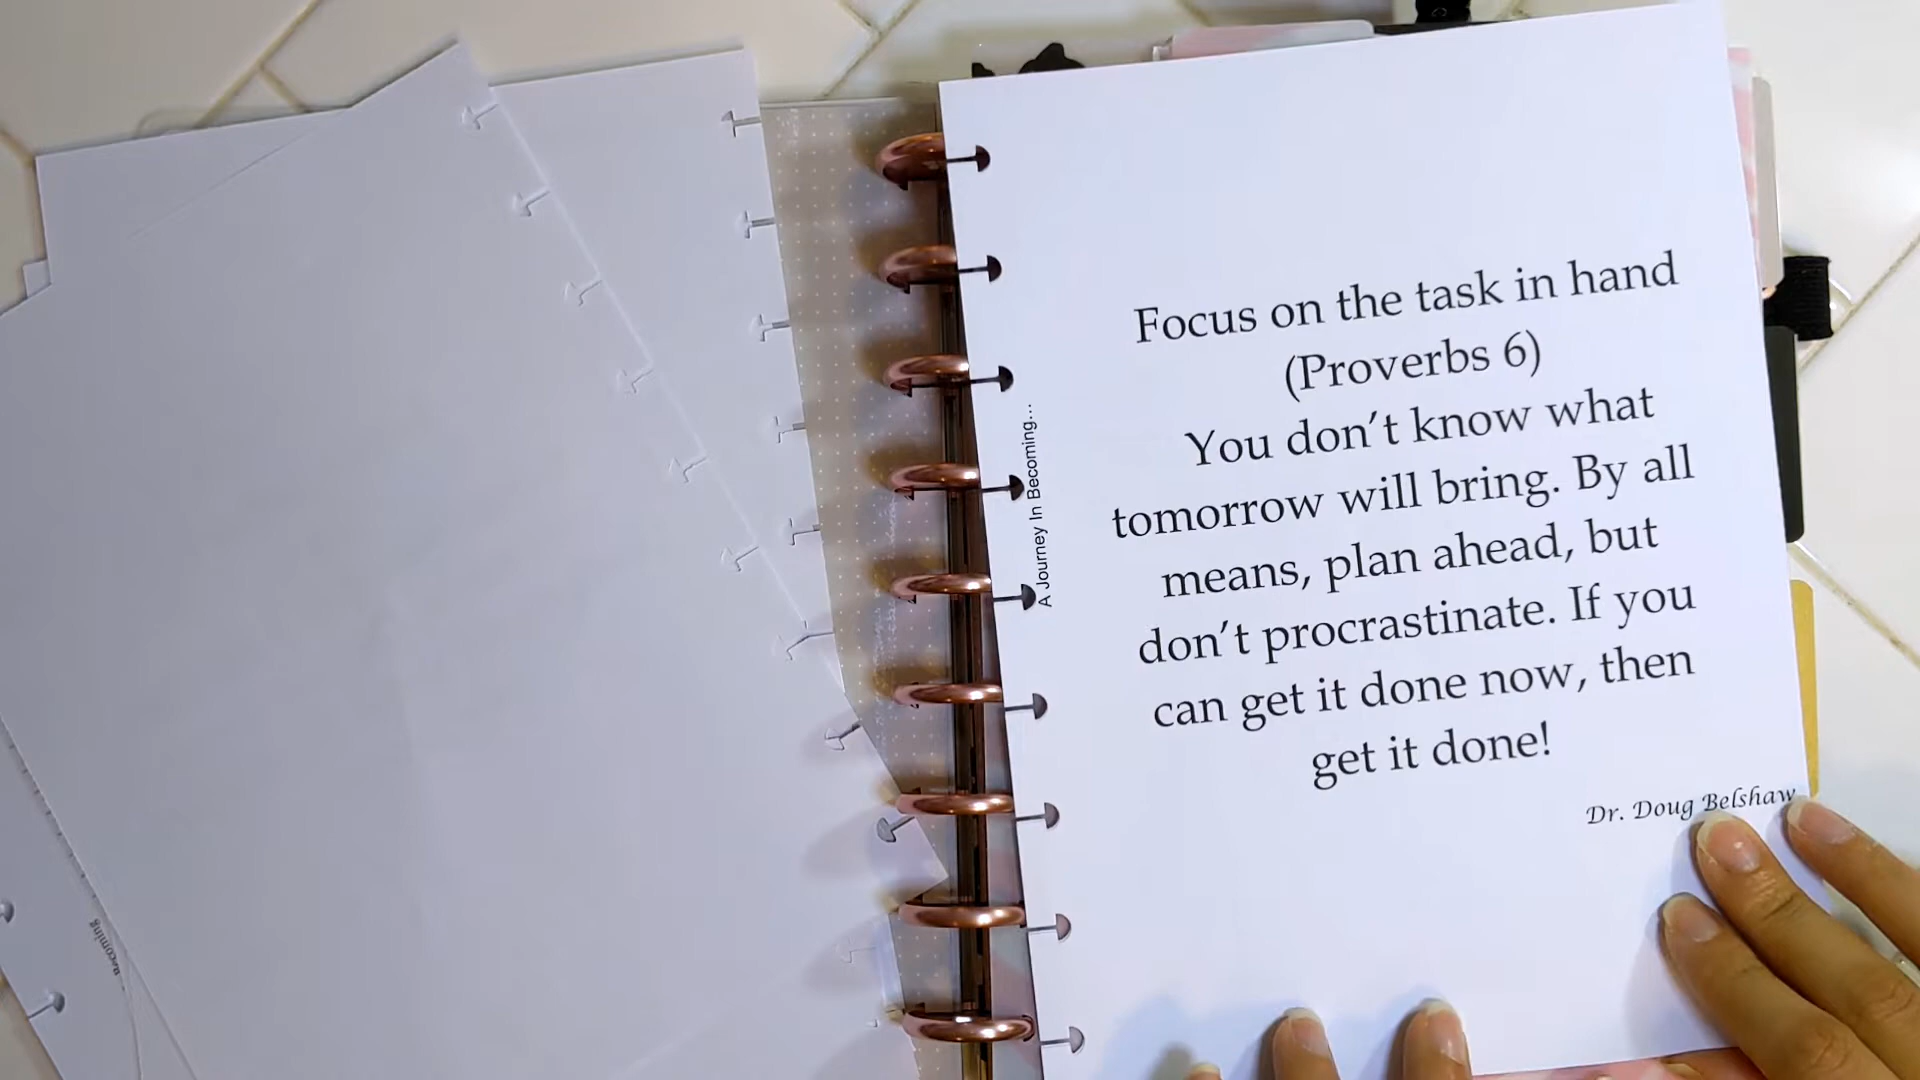 Focus on the task in hand
(Proverbs 6)
You don't know what
tomorrow will bring. By all
means, plan ahead, but
don't procrastinate. If you
can get it done now, then
get it done!
Dr. Doug Belshaw
A Journey In Becoming...
Becoming